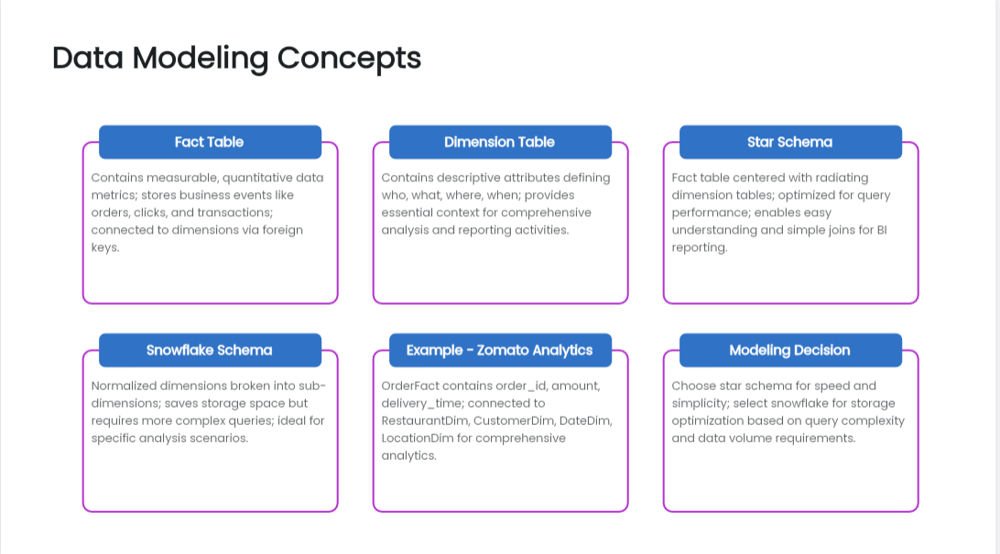 Data Modeling Concepts
Fact Table
Contains measurable, quantitative data
metrics; stores business events like
orders, clicks, and transactions;
connected to dimensions via foreign
keys.
Dimension Table
Contains descriptive attributes defining
who, what, where, when; provides
essential context for comprehensive
analysis and reporting activities.
Star Schema
Fact table centered with radiating
dimension tables; optimized for query
performance; enables easy
understanding and simple joins for BI
reporting.
Snowflake Schema
Normalized dimensions broken into sub-
dimensions; saves storage space but
requires more complex queries; ideal for
specific analysis scenarios.
Example - Zomato Analytics
OrderFact contains order_id, amount,
delivery_time; connected to
RestaurantDim, CustomerDim, DateDim,
LocationDim for comprehensive
analytics.
Modeling Decision
Choose star schema for speed and
simplicity; select snowflake for storage
optimization based on query complexity
and data volume requirements.